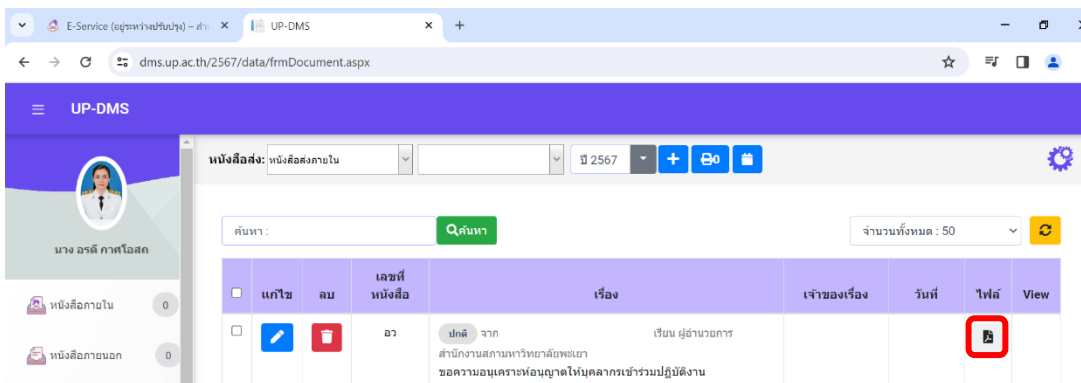 E-Service (อยู่ระหว่างปรับปรุง) – สำ
UP-DMS
dms.up.ac.th/2567/data/frmDocument.aspx
UP-DMS
หนังสือส่ง: หนังสือส่งภายใน
ปี 2567
0
ค้นหา :
ค้นหา
จำนวนทั้งหมด : 50
นาง อรดี กาศโอสถ
หนังสือภายใน 0
หนังสือภายนอก 0
แก้ไข
ลบ
เลขที่
หนังสือ
เรื่อง
เจ้าของเรื่อง
วันที่
ไฟล์
View
อว
ปกติ จาก เรียน ผู้อำนวยการ
สำนักงานสภามหาวิทยาลัยพะเยา
ขอความอนุเคราะห์อนุญาตให้บุคลากรเข้าร่วมปฏิบัติงาน